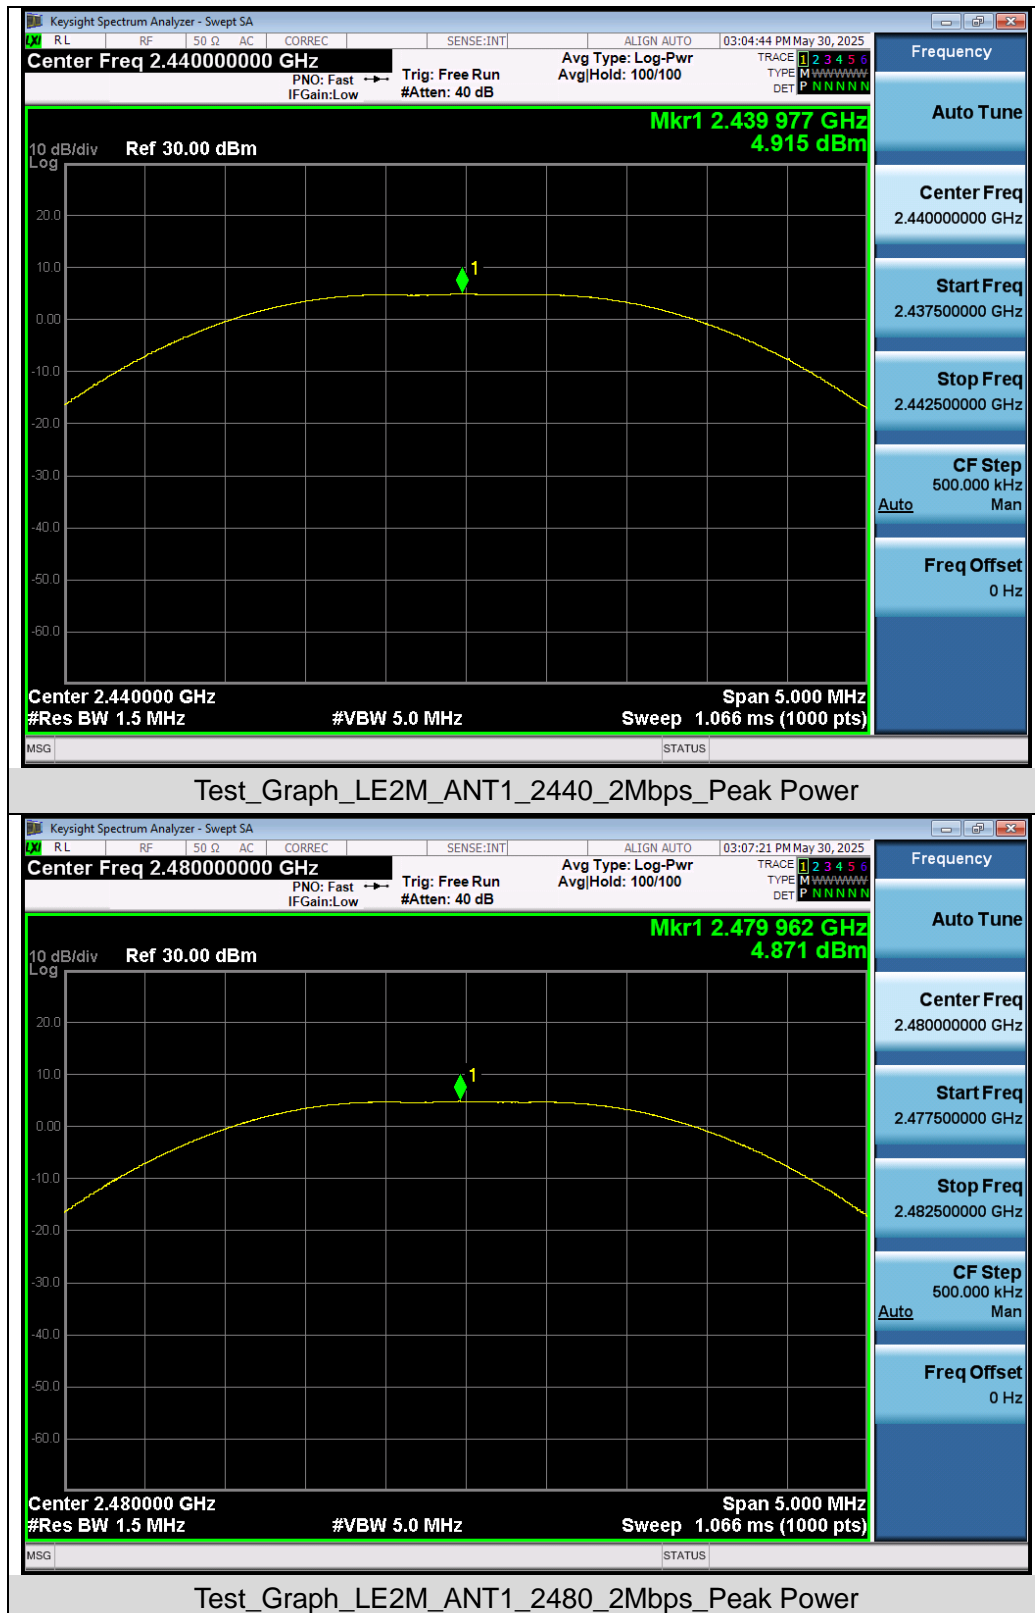 Keysight Spectrum Analyzer - Swept SA
LXI RL RF 50 Ω AC CORREC SENSE:INT ALIGN AUTO 03:04:44 PM May 30, 2025
Center Freq 2.440000000 GHz
PNO: Fast
IFGain:Low
Trig: Free Run
#Atten: 40 dB
Avg Type: Log-Pwr
Avg|Hold: 100/100
TRACE 1 2 3 4 5 6
TYPE M WWWWW
DET P N N N N N
Mkr1 2.439 977 GHz
4.915 dBm
10 dB/div Ref 30.00 dBm
Log
20.0
10.0
1
0.00
-10.0
-20.0
-30.0
-40.0
-50.0
-60.0
Center 2.440000 GHz Span 5.000 MHz
#Res BW 1.5 MHz #VBW 5.0 MHz Sweep 1.066 ms (1000 pts)
MSG STATUS
Frequency
Auto Tune
Center Freq
2.440000000 GHz
Start Freq
2.437500000 GHz
Stop Freq
2.442500000 GHz
CF Step
500.000 kHz
Auto Man
Freq Offset
0 Hz
Test_Graph_LE2M_ANT1_2440_2Mbps_Peak Power
Keysight Spectrum Analyzer - Swept SA
LXI RL RF 50 Ω AC CORREC SENSE:INT ALIGN AUTO 03:07:21 PM May 30, 2025
Center Freq 2.480000000 GHz
PNO: Fast
IFGain:Low
Trig: Free Run
#Atten: 40 dB
Avg Type: Log-Pwr
Avg|Hold: 100/100
TRACE 1 2 3 4 5 6
TYPE M WWWWW
DET P N N N N N
Mkr1 2.479 962 GHz
4.871 dBm
10 dB/div Ref 30.00 dBm
Log
20.0
10.0
1
0.00
-10.0
-20.0
-30.0
-40.0
-50.0
-60.0
Center 2.480000 GHz Span 5.000 MHz
#Res BW 1.5 MHz #VBW 5.0 MHz Sweep 1.066 ms (1000 pts)
MSG STATUS
Frequency
Auto Tune
Center Freq
2.480000000 GHz
Start Freq
2.477500000 GHz
Stop Freq
2.482500000 GHz
CF Step
500.000 kHz
Auto Man
Freq Offset
0 Hz
Test_Graph_LE2M_ANT1_2480_2Mbps_Peak Power